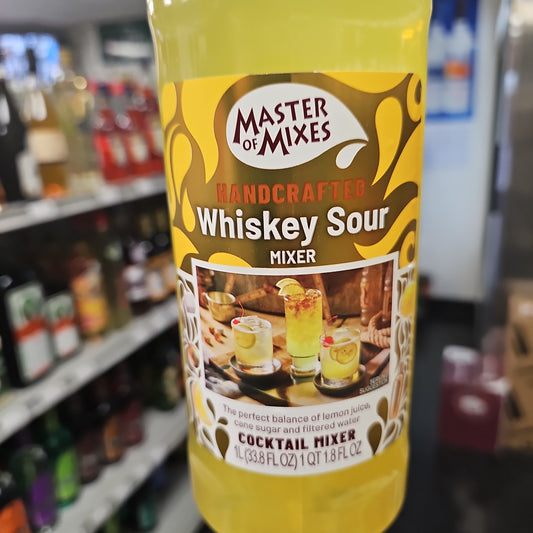 MASTER
OF
MIXES
HANDCRAFTED
Whiskey Sour
MIXER
The perfect balance of lemon juice,
cane sugar and filtered water
COCKTAIL MIXER
1L (33.8 FL OZ) 1 QT 1.8 FL OZ